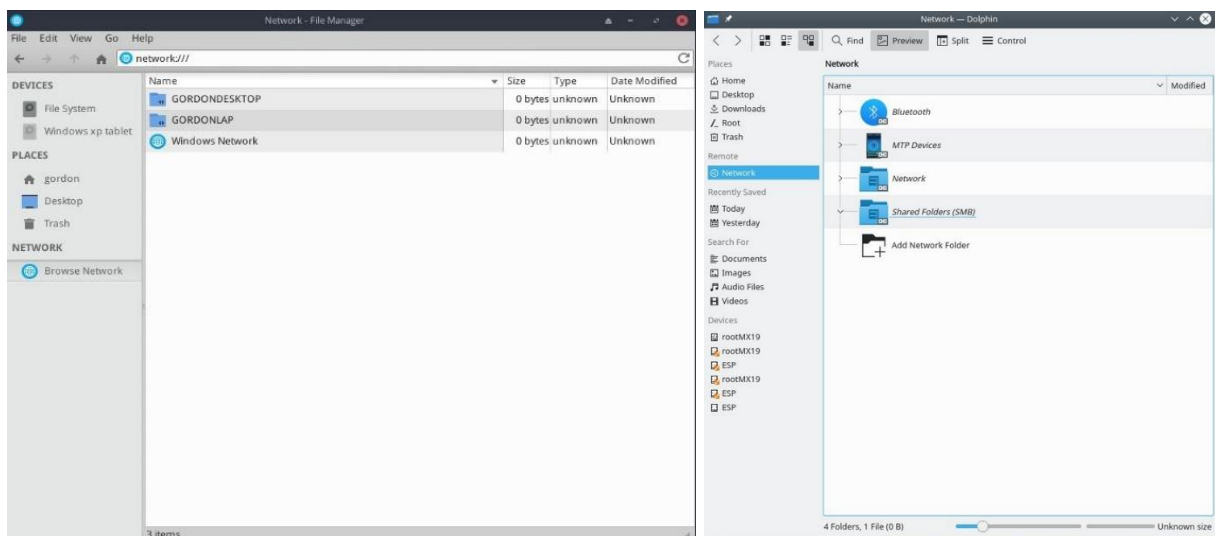 Network - File Manager
File Edit View Go Help
network:///
DEVICES
File System
Windows xp tablet
PLACES
gordon
Desktop
Trash
NETWORK
Browse Network
Name Size Type Date Modified
GORDONDESKTOP 0 bytes unknown Unknown
GORDONLAP 0 bytes unknown Unknown
Windows Network 0 bytes unknown Unknown
3 items
Network — Dolphin
Find Preview Split Control
Places
Home
Desktop
Downloads
Root
Trash
Remote
Network
Recently Saved
Today
Yesterday
Search For
Documents
Images
Audio Files
Videos
Devices
rootMX19
rootMX19
ESP
rootMX19
ESP
ESP
Network
Name Modified
Bluetooth
MTP Devices
Network
Shared Folders (SMB)
Add Network Folder
4 Folders, 1 File (0 B) Unknown size